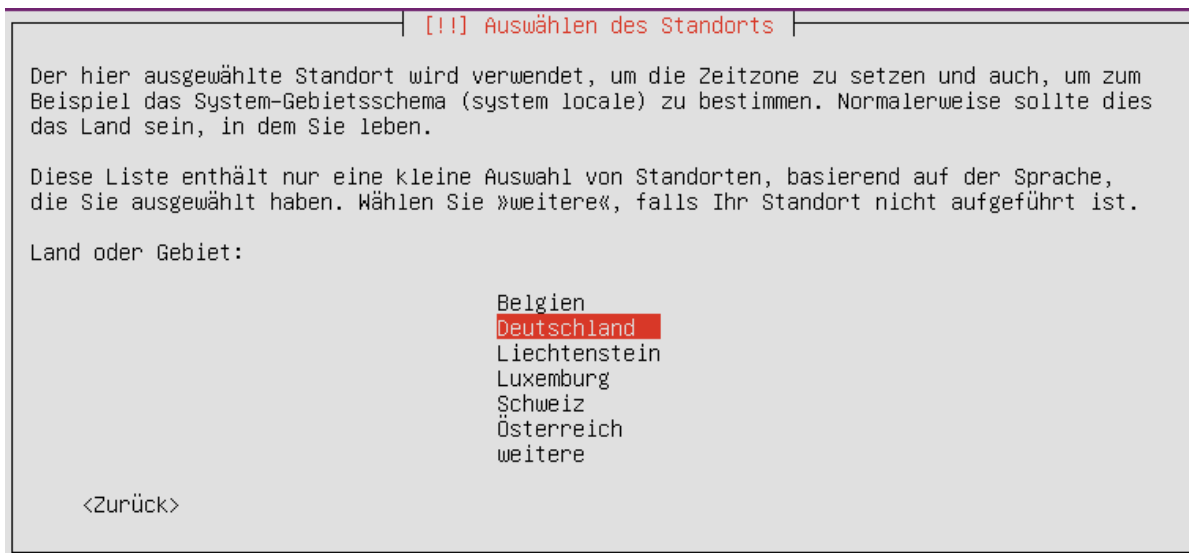 [!!] Auswählen des Standorts
Der hier ausgewählte Standort wird verwendet, um die Zeitzone zu setzen und auch, um zum
Beispiel das System-Gebietsschema (system locale) zu bestimmen. Normalerweise sollte dies
das Land sein, in dem Sie leben.
Diese Liste enthält nur eine kleine Auswahl von Standorten, basierend auf der Sprache,
die Sie ausgewählt haben. Wählen Sie »weitere«, falls Ihr Standort nicht aufgeführt ist.
Land oder Gebiet:
Belgien
Deutschland
Liechtenstein
Luxemburg
Schweiz
Österreich
weitere
<Zurück>